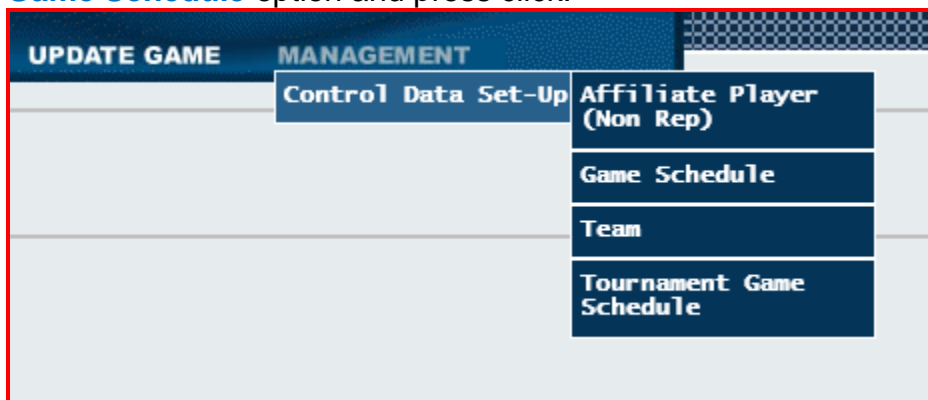 Game Schedule option and press click.
UPDATE GAME MANAGEMENT
Control Data Set-Up
Affiliate Player
(Non Rep)
Game Schedule
Team
Tournament Game
Schedule